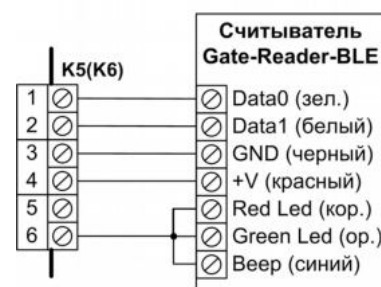 Считыватель
Gate-Reader-BLE
K5(K6)
1 Data0 (зел.)
2 Data1 (белый)
3 GND (черный)
4 +V (красный)
5 Red Led (кор.)
6 Green Led (ор.)
Beep (синий)